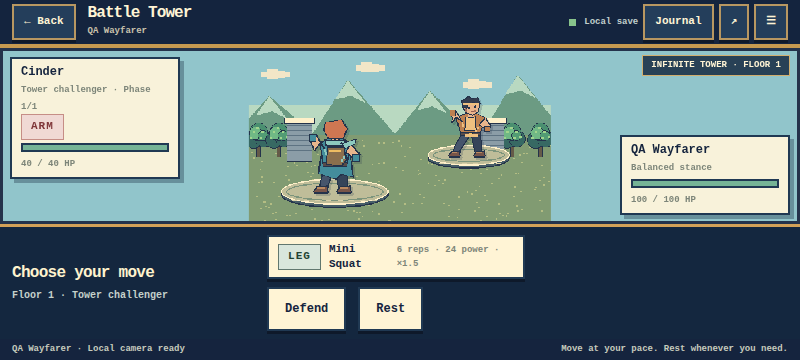 ← Back
Battle Tower
QA Wayfarer
Local save
Journal
↗
☰
Cinder
Tower challenger · Phase
1/1
ARM
40 / 40 HP
INFINITE TOWER · FLOOR 1
QA Wayfarer
Balanced stance
100 / 100 HP
Choose your move
Floor 1 · Tower challenger
LEG
Mini
Squat
6 reps · 24 power ·
×1.5
Defend
Rest
QA Wayfarer · Local camera ready
Move at your pace. Rest whenever you need.